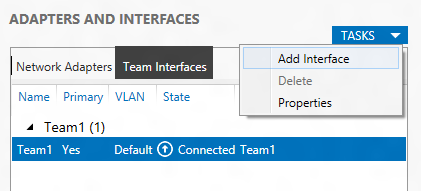 ADAPTERS AND INTERFACES
TASKS
Network Adapters Team Interfaces
Add Interface
Delete
Properties
Name Primary VLAN State
Team1 (1)
Team1 Yes Default Connected Team1